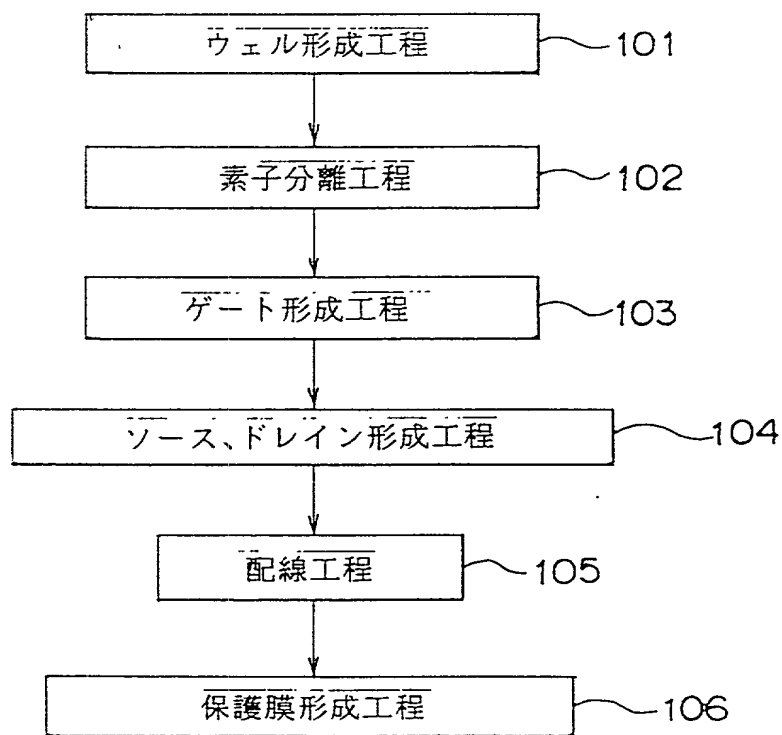 ウェル形成工程 101
素子分離工程 102
ゲート形成工程 103
ソース、ドレイン形成工程 104
配線工程 105
保護膜形成工程 106